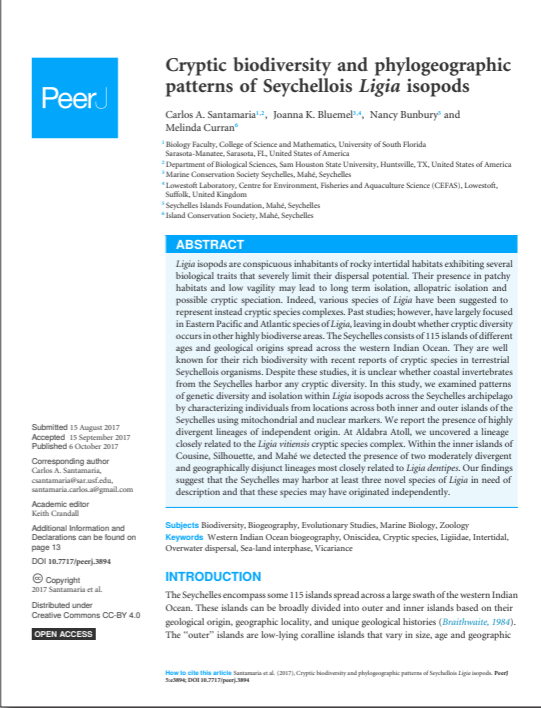 PeerJ
Cryptic biodiversity and phylogeographic
patterns of Seychellois Ligia isopods
Carlos A. Santamaria1,2, Joanna K. Bluemel3,4, Nancy Bunbury5 and
Melinda Curran6
1 Biology Faculty, College of Science and Mathematics, University of South Florida
Sarasota-Manatee, Sarasota, FL, United States of America
2 Department of Biological Sciences, Sam Houston State University, Huntsville, TX, United States of America
3 Marine Conservation Society Seychelles, Mahé, Seychelles
4 Lowestoft Laboratory, Centre for Environment, Fisheries and Aquaculture Science (CEFAS), Lowestoft,
Suffolk, United Kingdom
5 Seychelles Islands Foundation, Mahé, Seychelles
6 Island Conservation Society, Mahé, Seychelles
ABSTRACT
Ligia isopods are conspicuous inhabitants of rocky intertidal habitats exhibiting several
biological traits that severely limit their dispersal potential. Their presence in patchy
habitats and low vagility may lead to long term isolation, allopatric isolation and
possible cryptic speciation. Indeed, various species of Ligia have been suggested to
represent instead cryptic species complexes. Past studies; however, have largely focused
in Eastern Pacific and Atlantic species of Ligia, leaving in doubt whether cryptic diversity
occurs in other highly biodiverse areas. The Seychelles consists of 115 islands of different
ages and geological origins spread across the western Indian Ocean. They are well
known for their rich biodiversity with recent reports of cryptic species in terrestrial
Seychellois organisms. Despite these studies, it is unclear whether coastal invertebrates
from the Seychelles harbor any cryptic diversity. In this study, we examined patterns
of genetic diversity and isolation within Ligia isopods across the Seychelles archipelago
by characterizing individuals from locations across both inner and outer islands of the
Seychelles using mitochondrial and nuclear markers. We report the presence of highly
divergent lineages of independent origin. At Aldabra Atoll, we uncovered a lineage
closely related to the Ligia vitiensis cryptic species complex. Within the inner islands of
Cousine, Silhouette, and Mahé we detected the presence of two moderately divergent
and geographically disjunct lineages most closely related to Ligia dentipes. Our findings
suggest that the Seychelles may harbor at least three novel species of Ligia in need of
description and that these species may have originated independently.
Submitted 15 August 2017
Accepted 15 September 2017
Published 6 October 2017
Corresponding author
Carlos A. Santamaria,
csantamaria@sar.usf.edu,
santamaria.carlos.a@gmail.com
Academic editor
Keith Crandall
Additional Information and
Declarations can be found on
page 13
DOI 10.7717/peerj.3894
cc Copyright
2017 Santamaria et al.
Distributed under
Creative Commons CC-BY 4.0
OPEN ACCESS
Subjects Biodiversity, Biogeography, Evolutionary Studies, Marine Biology, Zoology
Keywords Western Indian Ocean biogeography, Oniscidea, Cryptic species, Ligiidae, Intertidal,
Overwater dispersal, Sea-land interphase, Vicariance
INTRODUCTION
The Seychelles encompass some 115 islands spread across a large swath of the western Indian
Ocean. These islands can be broadly divided into outer and inner islands based on their
geological origin, geographic locality, and unique geological histories (Braithwaite, 1984).
The “outer” islands are low-lying coralline islands that vary in size, age and geographic
How to cite this article Santamaria et al. (2017), Cryptic biodiversity and phylogeographic patterns of Seychellois Ligia isopods. PeerJ
5:e3894; DOI 10.7717/peerj.3894